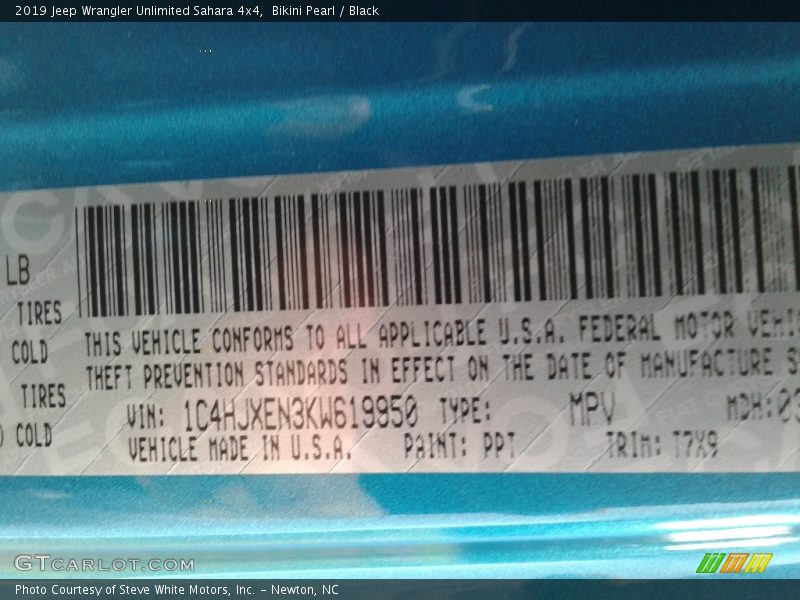 2019 Jeep Wrangler Unlimited Sahara 4x4, Bikini Pearl / Black
LB
TIRES
COLD
TIRES
COLD
THIS VEHICLE CONFORMS TO ALL APPLICABLE U.S.A. FEDERAL MOTOR
THEFT PREVENTION STANDARDS IN EFFECT ON THE DATE OF MANUFACTURE
VIN: 1C4HJXEN3KW619950 TYPE: MPV MDH:03
VEHICLE MADE IN U.S.A. PAINT: PPT TRIM: T7X9
GTCARLOT.COM
Photo Courtesy of Steve White Motors, Inc. – Newton, NC